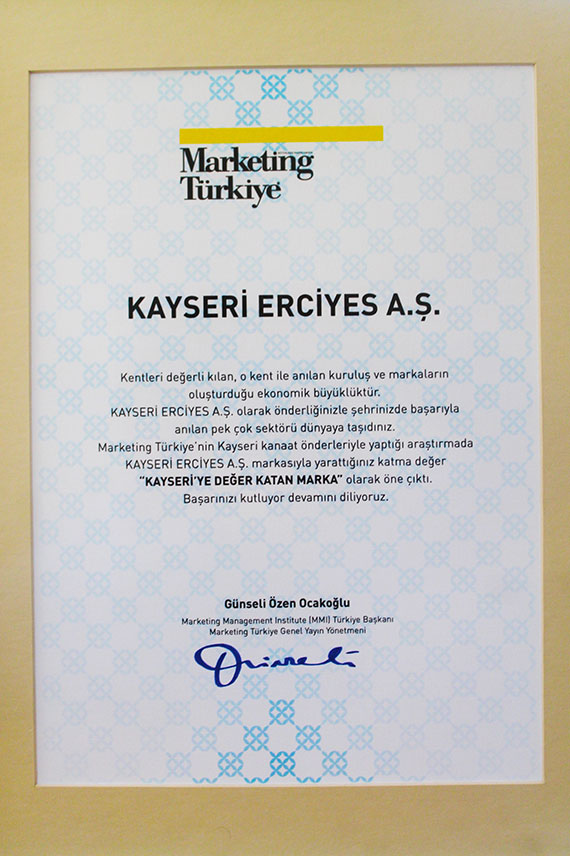 Marketing
Türkiye
KAYSERİ ERCİYES A.Ş.
Kentleri değerli kılan, o kent ile anılan kuruluş ve markaların
oluşturduğu ekonomik büyüklüktür.
KAYSERİ ERCİYES A.Ş. olarak önderliğinizle şehrinizde başarıyla
anılan pek çok sektörü dünyaya taşıdınız.
Marketing Türkiye'nin Kayseri kanaat önderleriyle yaptığı araştırmada
KAYSERİ ERCİYES A.Ş. markasıyla yarattığınız katma değer
“KAYSERİ'YE DEĞER KATAN MARKA” olarak öne çıktı.
Başarınızı kutluyor devamını diliyoruz.
Günseli Özen Ocakoğlu
Marketing Management Institute (MMI) Türkiye Başkanı
Marketing Türkiye Genel Yayın Yönetmeni